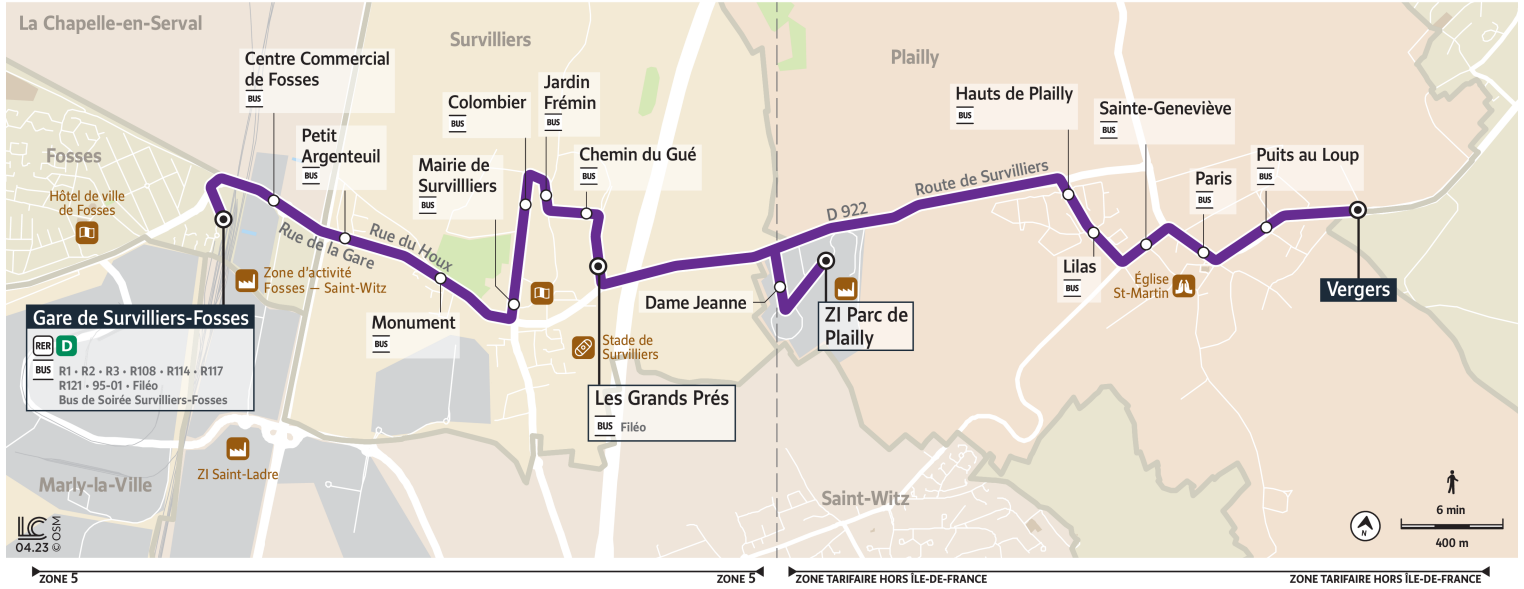 La Chapelle-en-Serval
Survilliers
Plailly
Fosses
Marly-la-Ville
Saint-Witz
Centre Commercial
de Fosses
BUS
Petit
Argenteuil
BUS
Colombier
BUS
Jardin
Frémin
BUS
Mairie de
Survillliers
BUS
Chemin du Gué
BUS
Hauts de Plailly
BUS
Sainte-Geneviève
BUS
Paris
BUS
Puits au Loup
BUS
Hôtel de ville
de Fosses
Rue de la Gare
Rue du Houx
D 922
Route de Survilliers
Zone d'activité
Fosses — Saint-Witz
Gare de Survilliers-Fosses
RER D
BUS
R1 • R2 • R3 • R108 • R114 • R117
R121 • 95-01 • Filéo
Bus de Soirée Survilliers-Fosses
Monument
BUS
Stade de
Survilliers
Les Grands Prés
BUS Filéo
Dame Jeanne
ZI Parc de
Plailly
Lilas
BUS
Église
St-Martin
Vergers
ZI Saint-Ladre
LC
04.23 © OSM
6 min
N
400 m
ZONE 5
ZONE 5
ZONE TARIFAIRE HORS ÎLE-DE-FRANCE
ZONE TARIFAIRE HORS ÎLE-DE-FRANCE